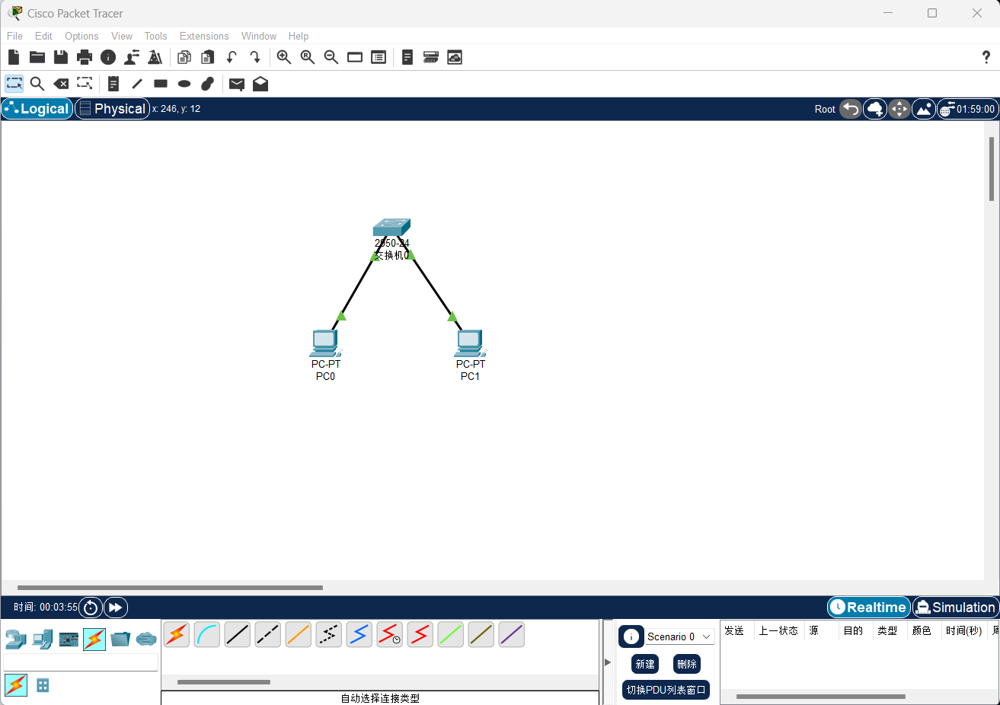 Cisco Packet Tracer
File Edit Options View Tools Extensions Window Help
Logical Physical x: 246, y: 12 Root 01:59:00
2950-24
交换机0
PC-PT
PC0
PC-PT
PC1
时间: 00:03:55 Realtime Simulation
Scenario 0
新建 删除
切换PDU列表窗口
发送 上一状态 源 目的 类型 颜色 时间(秒) 周
自动选择连接类型